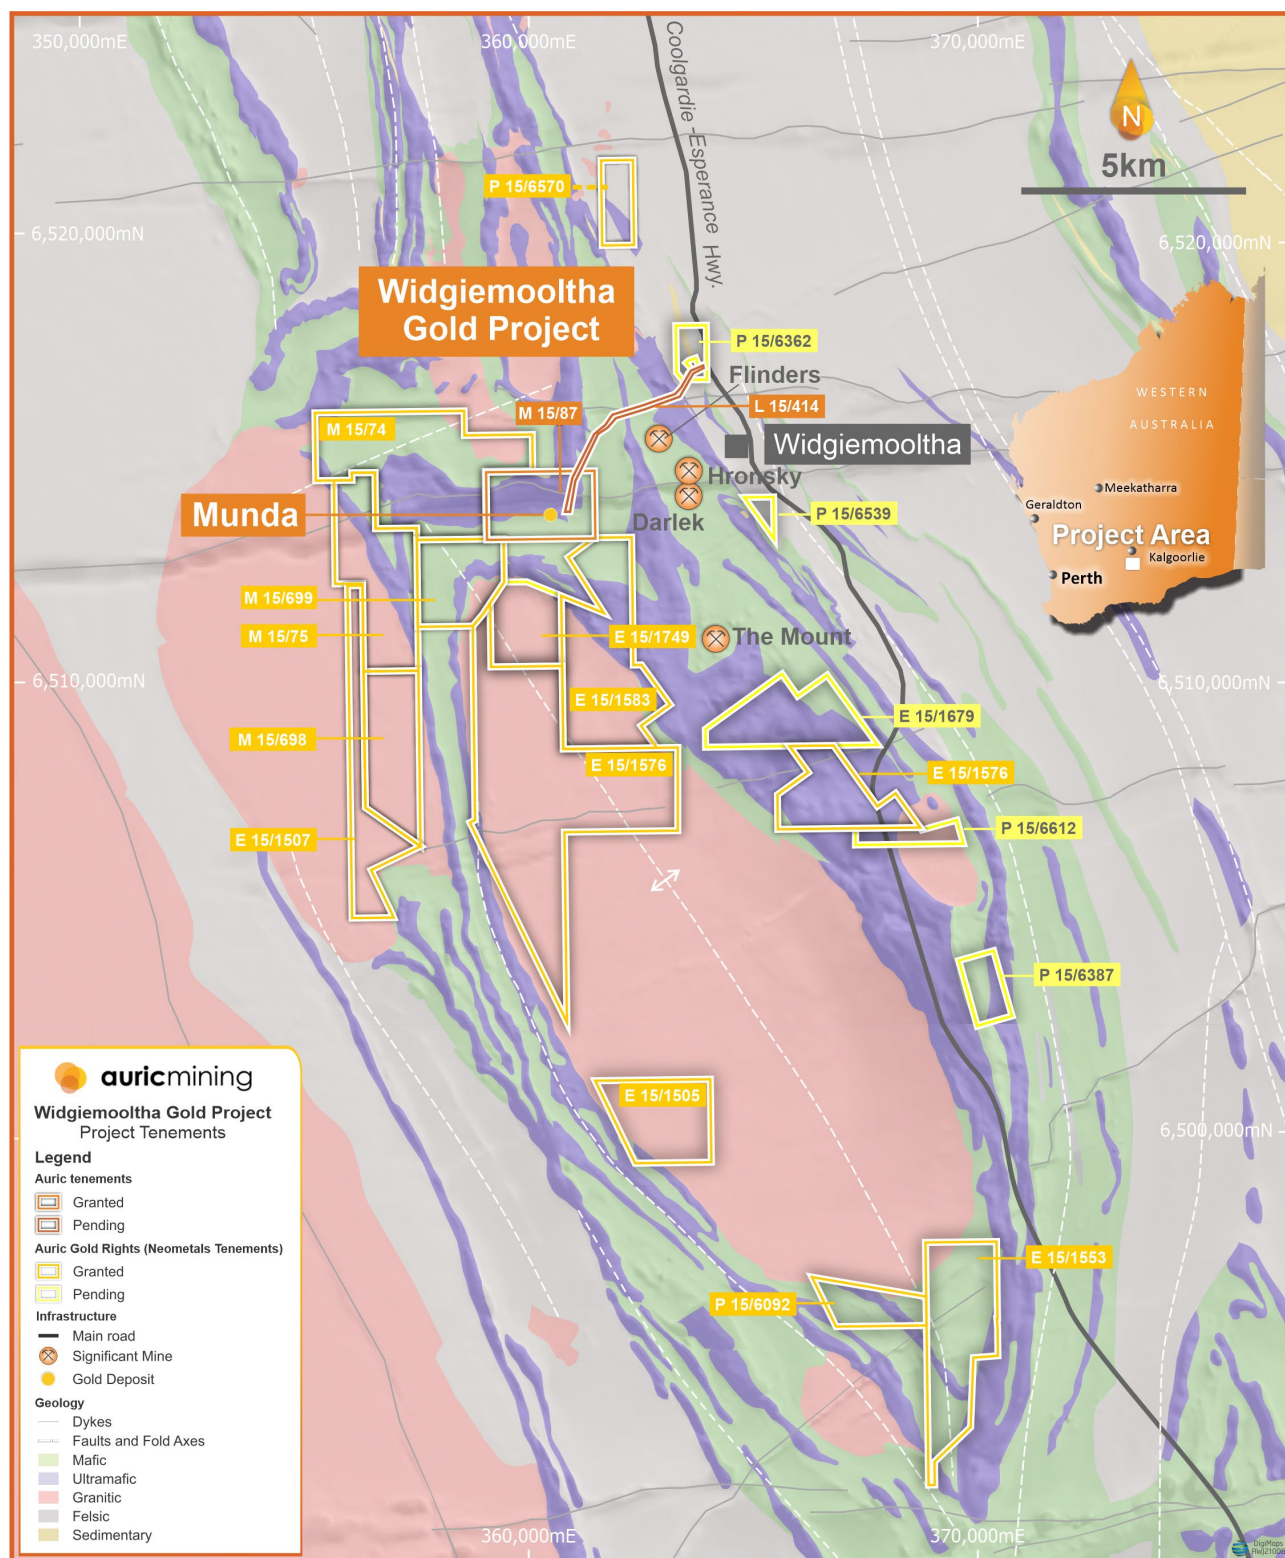 350,000mE
360,000mE
370,000mE
Coolgardie-Esperance Hwy.
N
5km
P 15/6570
6,520,000mN
6,520,000mN
Widgiemooltha
Gold Project
P 15/6362
Flinders
M 15/87
L 15/414
M 15/74
Widgiemooltha
Hronsky
Munda
Darlek
P 15/6539
WESTERN
AUSTRALIA
Meekatharra
Geraldton
Project Area
Kalgoorlie
Perth
M 15/699
M 15/75
E 15/1749
The Mount
6,510,000mN
6,510,000mN
E 15/1583
E 15/1679
M 15/698
E 15/1576
E 15/1576
P 15/6612
E 15/1507
P 15/6387
E 15/1505
6,500,000mN
E 15/1553
P 15/6092
auricmining
Widgiemooltha Gold Project
Project Tenements
Legend
Auric tenements
Granted
Pending
Auric Gold Rights (Neometals Tenements)
Granted
Pending
Infrastructure
Main road
Significant Mine
Gold Deposit
Geology
Dykes
Faults and Fold Axes
Mafic
Ultramafic
Granitic
Felsic
Sedimentary
360,000mE
370,000mE
DigiMaps